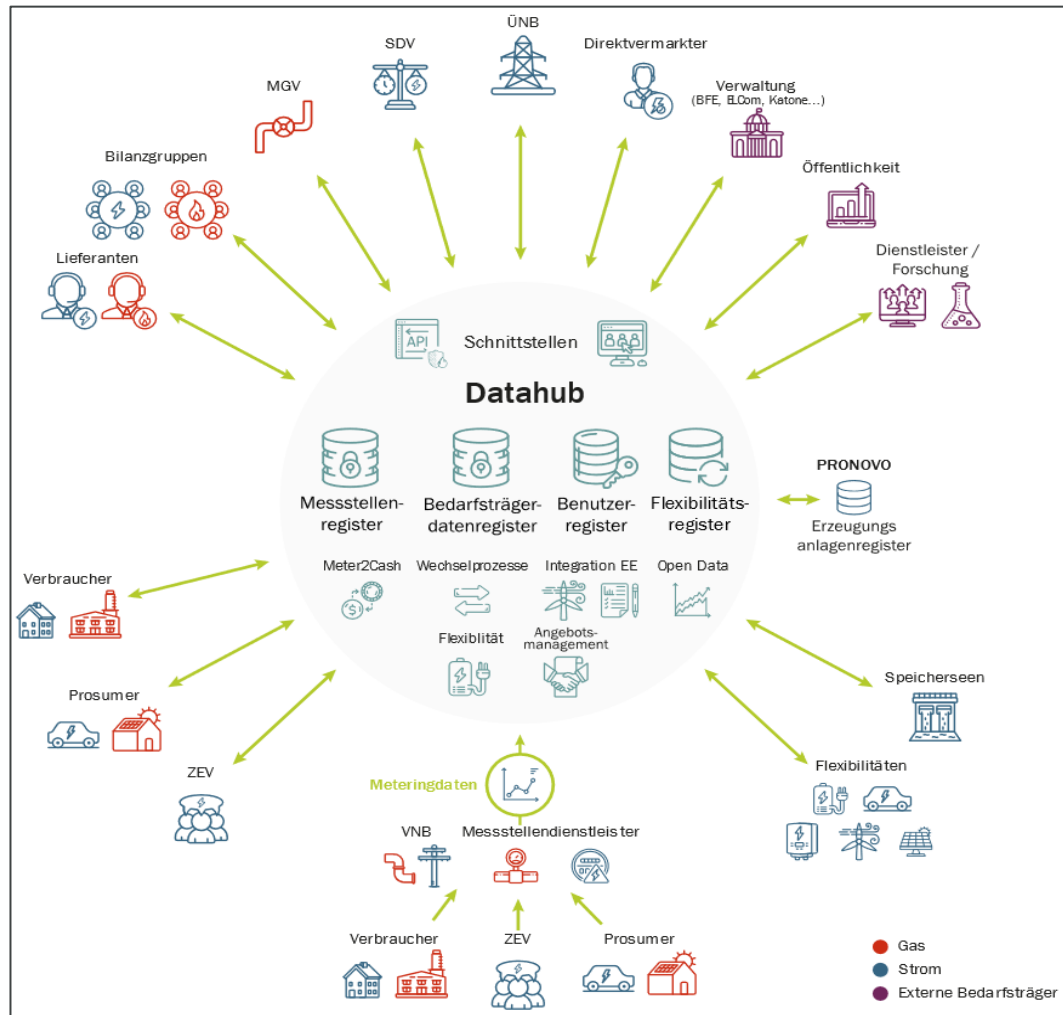 ÜNB
SDV
Direktvermarkter
MGV
Verwaltung
(BFE, ELCom, Katone...)
Bilanzgruppen
Öffentlichkeit
Lieferanten
Dienstleister /
Forschung
API
Schnittstellen
Datahub
Messstellen-
register
Bedarfsträger-
datenregister
Benutzer-
register
Flexibilitäts-
register
PRONOVO
Erzeugungs
anlagenregister
Meter2Cash
Wechselprozesse
Integration EE
Open Data
Verbraucher
Flexiblität
Angebots-
management
Prosumer
Speicherseen
ZEV
Meteringdaten
Flexibilitäten
VNB
Messstellendienstleister
Verbraucher
ZEV
Prosumer
Gas
Strom
Externe Bedarfsträger